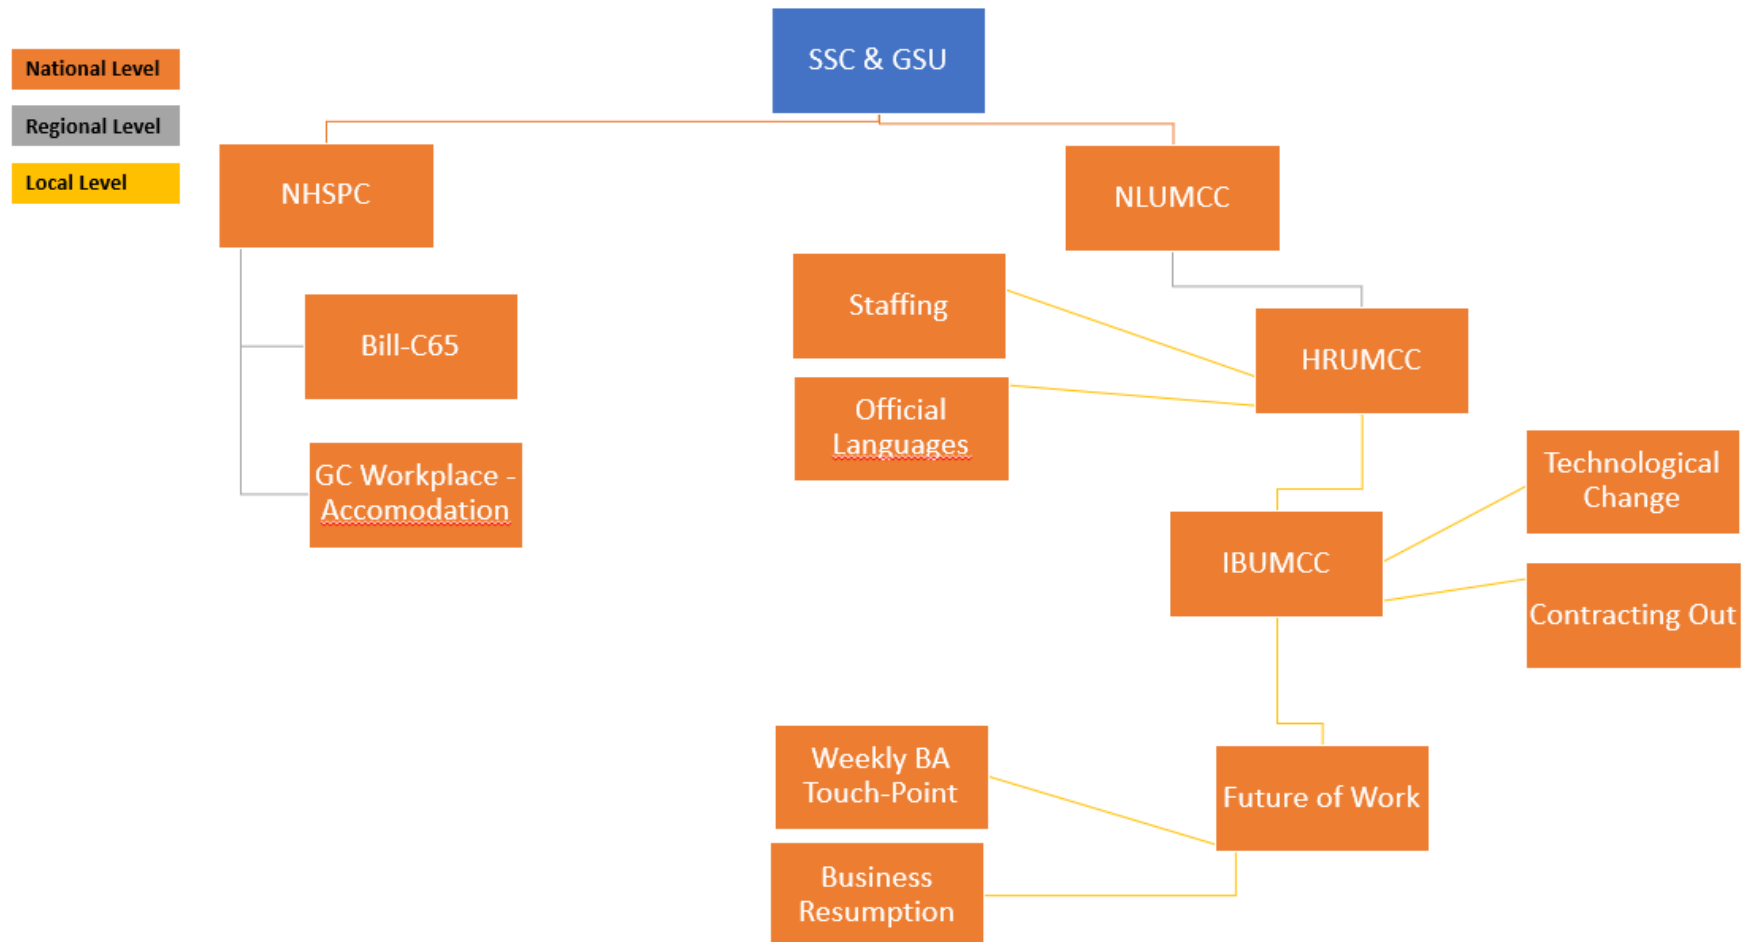 SSC & GSU
National Level
Regional Level
Local Level
NHSPC
NLUMCC
Bill-C65
GC Workplace -
Accomodation
Staffing
Official
Languages
HRUMCC
IBUMCC
Technological
Change
Contracting Out
Weekly BA
Touch-Point
Business
Resumption
Future of Work